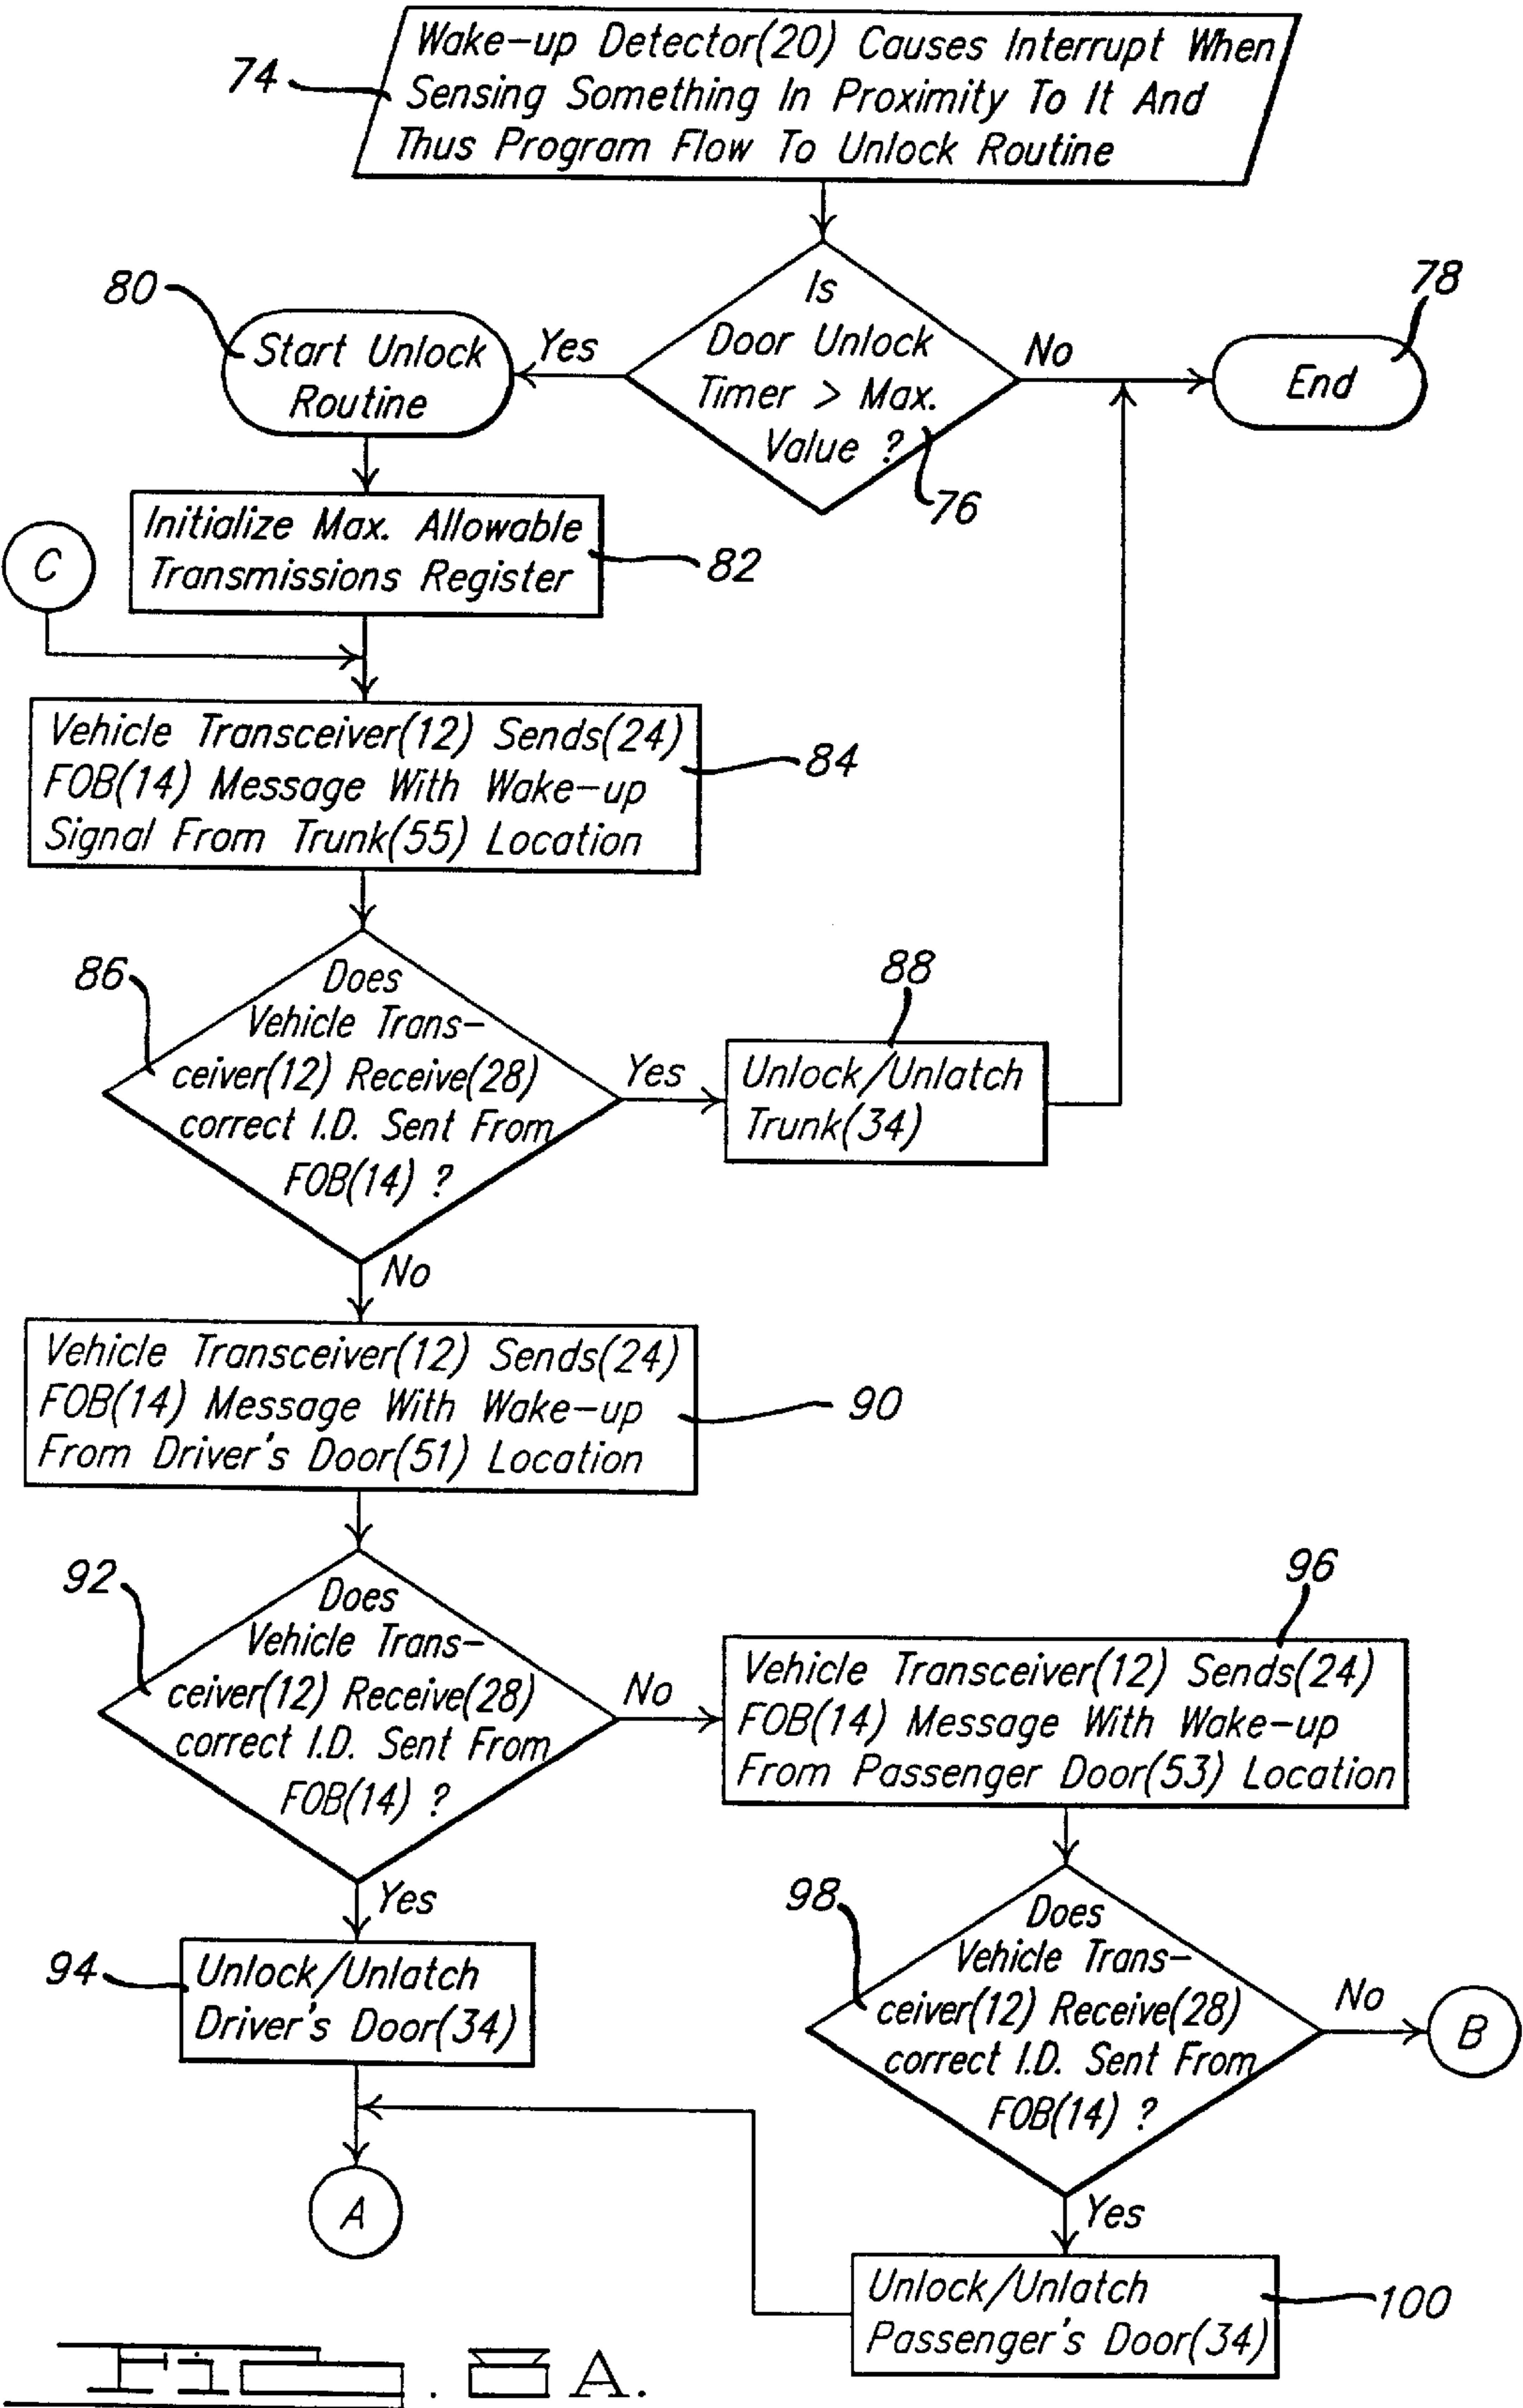 Wake-up Detector(20) Causes Interrupt When
Sensing Something In Proximity To It And
Thus Program Flow To Unlock Routine
74
Is
Door Unlock
Timer > Max.
Value ?
76
Yes
No
78
End
80
Start Unlock
Routine
Initialize Max. Allowable
Transmissions Register
82
C
Vehicle Transceiver(12) Sends(24)
FOB(14) Message With Wake-up
Signal From Trunk(55) Location
84
86
Does
Vehicle Trans-
ceiver(12) Receive(28)
correct I.D. Sent From
FOB(14) ?
Yes
88
Unlock/Unlatch
Trunk(34)
No
Vehicle Transceiver(12) Sends(24)
FOB(14) Message With Wake-up
From Driver's Door(51) Location
90
92
Does
Vehicle Trans-
ceiver(12) Receive(28)
correct I.D. Sent From
FOB(14) ?
No
96
Vehicle Transceiver(12) Sends(24)
FOB(14) Message With Wake-up
From Passenger Door(53) Location
Yes
94
Unlock/Unlatch
Driver's Door(34)
98
Does
Vehicle Trans-
ceiver(12) Receive(28)
correct I.D. Sent From
FOB(14) ?
No
B
A
Yes
Unlock/Unlatch
Passenger's Door(34)
100
A.